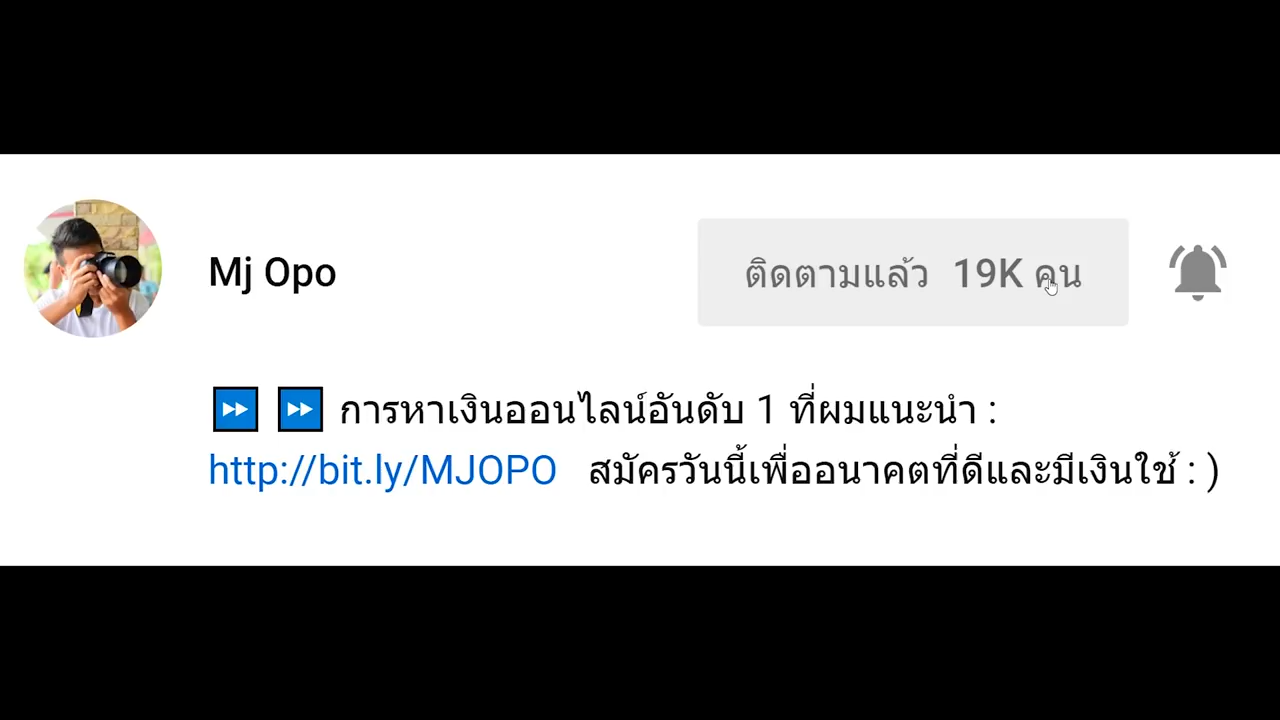 Mj Opo
ติดตามแล้ว 19K คน
⏩ ⏩ การหาเงินออนไลน์อันดับ 1 ที่ผมแนะนำ :
http://bit.ly/MJOPO สมัครวันนี้เพื่ออนาคตที่ดีและมีเงินใช้ : )